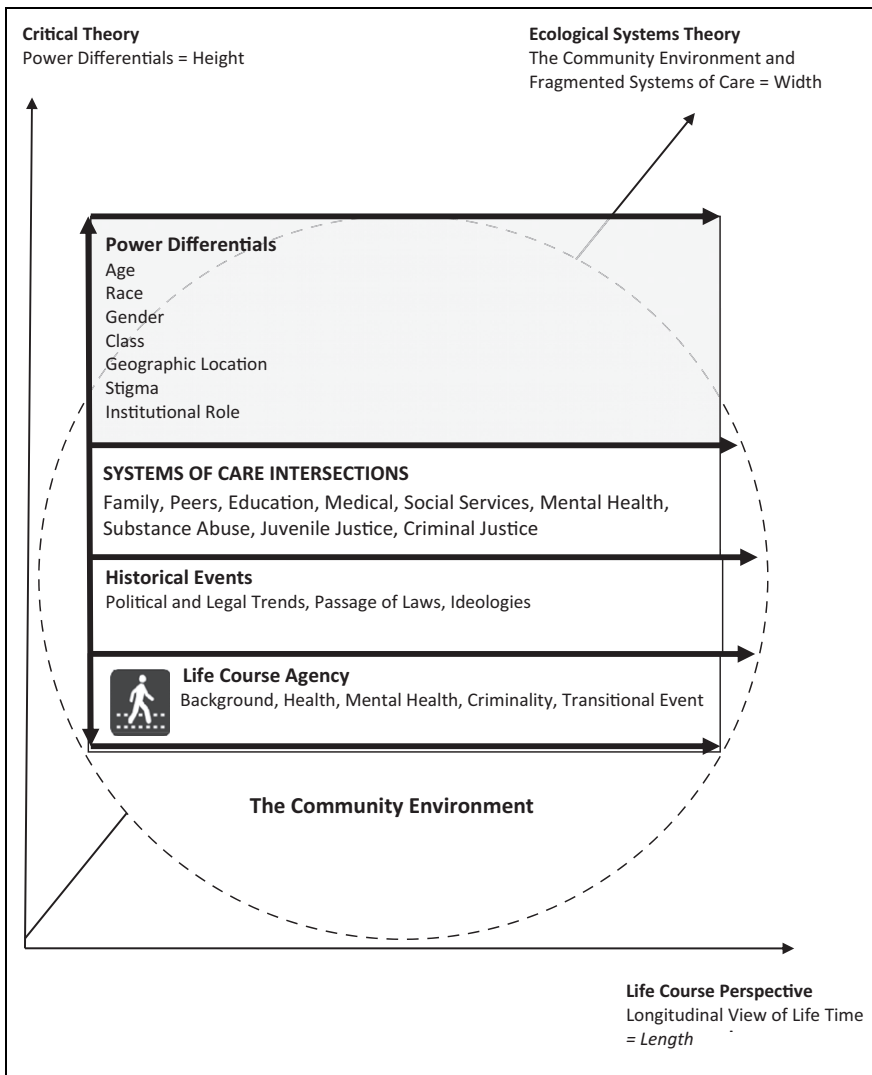 Critical Theory
Power Differentials = Height
Ecological Systems Theory
The Community Environment and
Fragmented Systems of Care = Width
Power Differentials
Age
Race
Gender
Class
Geographic Location
Stigma
Institutional Role
SYSTEMS OF CARE INTERSECTIONS
Family, Peers, Education, Medical, Social Services, Mental Health,
Substance Abuse, Juvenile Justice, Criminal Justice
Historical Events
Political and Legal Trends, Passage of Laws, Ideologies
Life Course Agency
Background, Health, Mental Health, Criminality, Transitional Event
The Community Environment
Life Course Perspective
Longitudinal View of Life Time
= Length